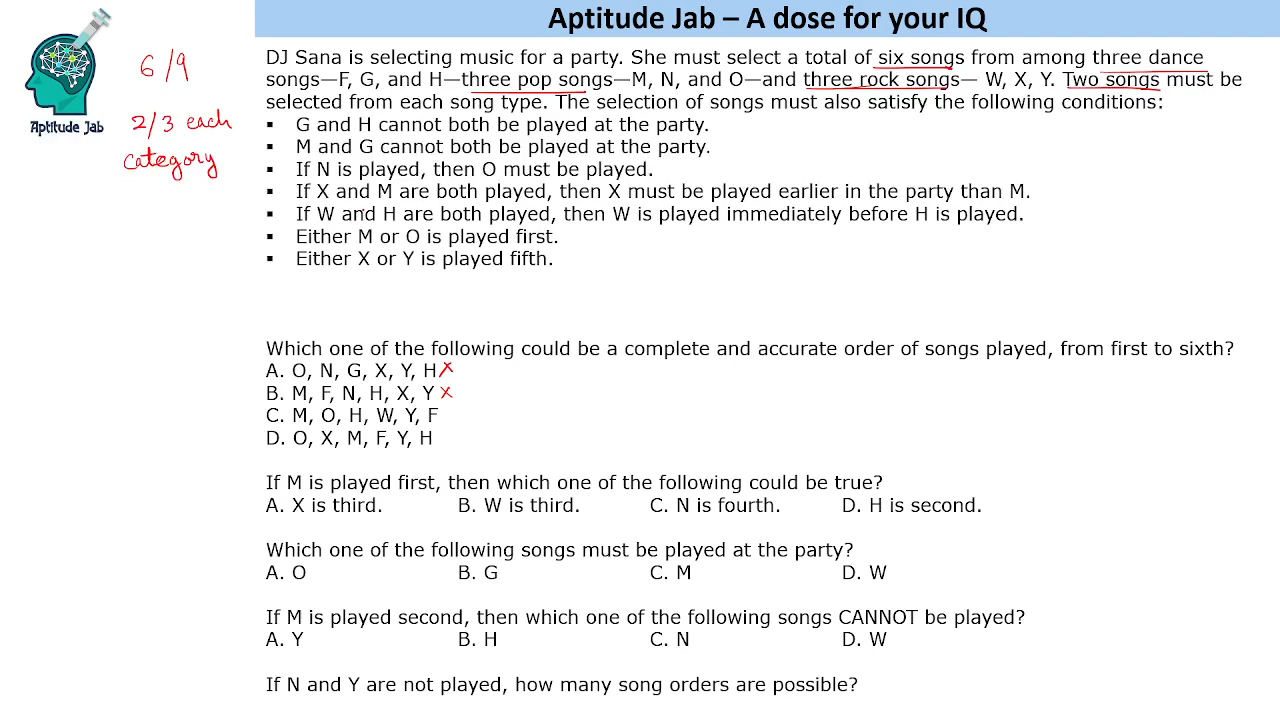 Aptitude Jab – A dose for your IQ
6/9
2/3 each
category
Aptitude Jab
DJ Sana is selecting music for a party. She must select a total of six songs from among three dance
songs—F, G, and H—three pop songs—M, N, and O—and three rock songs— W, X, Y. Two songs must be
selected from each song type. The selection of songs must also satisfy the following conditions:
▪ G and H cannot both be played at the party.
▪ M and G cannot both be played at the party.
▪ If N is played, then O must be played.
▪ If X and M are both played, then X must be played earlier in the party than M.
▪ If W and H are both played, then W is played immediately before H is played.
▪ Either M or O is played first.
▪ Either X or Y is played fifth.
Which one of the following could be a complete and accurate order of songs played, from first to sixth?
A. O, N, G, X, Y, H x
B. M, F, N, H, X, Y x
C. M, O, H, W, Y, F
D. O, X, M, F, Y, H
If M is played first, then which one of the following could be true?
A. X is third. B. W is third. C. N is fourth. D. H is second.
Which one of the following songs must be played at the party?
A. O B. G C. M D. W
If M is played second, then which one of the following songs CANNOT be played?
A. Y B. H C. N D. W
If N and Y are not played, how many song orders are possible?